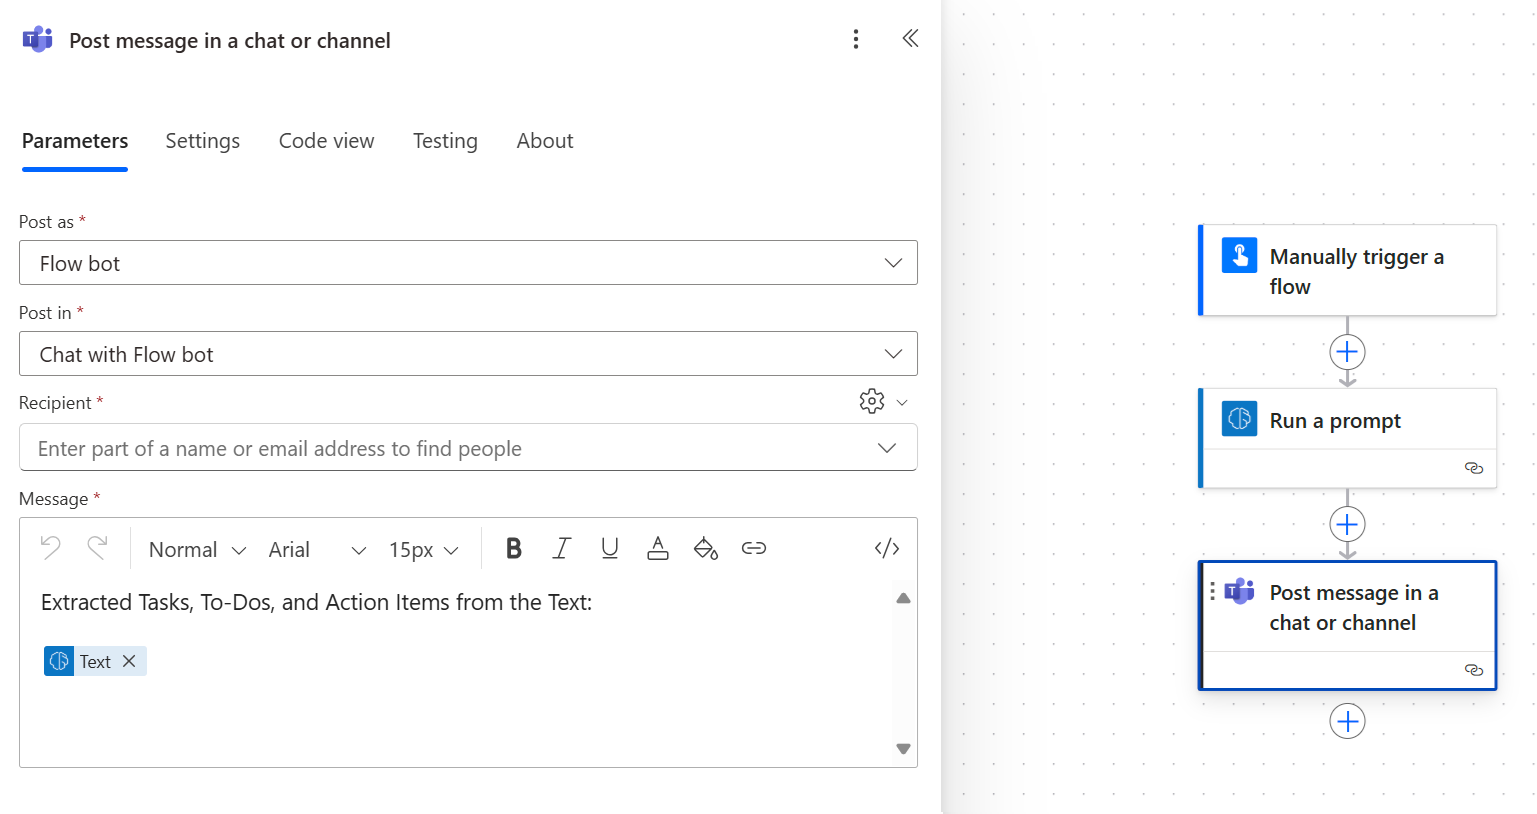 Post message in a chat or channel
Parameters Settings Code view Testing About
Post as *
Flow bot
Post in *
Chat with Flow bot
Recipient *
Enter part of a name or email address to find people
Message *
Normal Arial 15px B I U A </>
Extracted Tasks, To-Dos, and Action Items from the Text:
Text
Manually trigger a
flow
Run a prompt
Post message in a
chat or channel